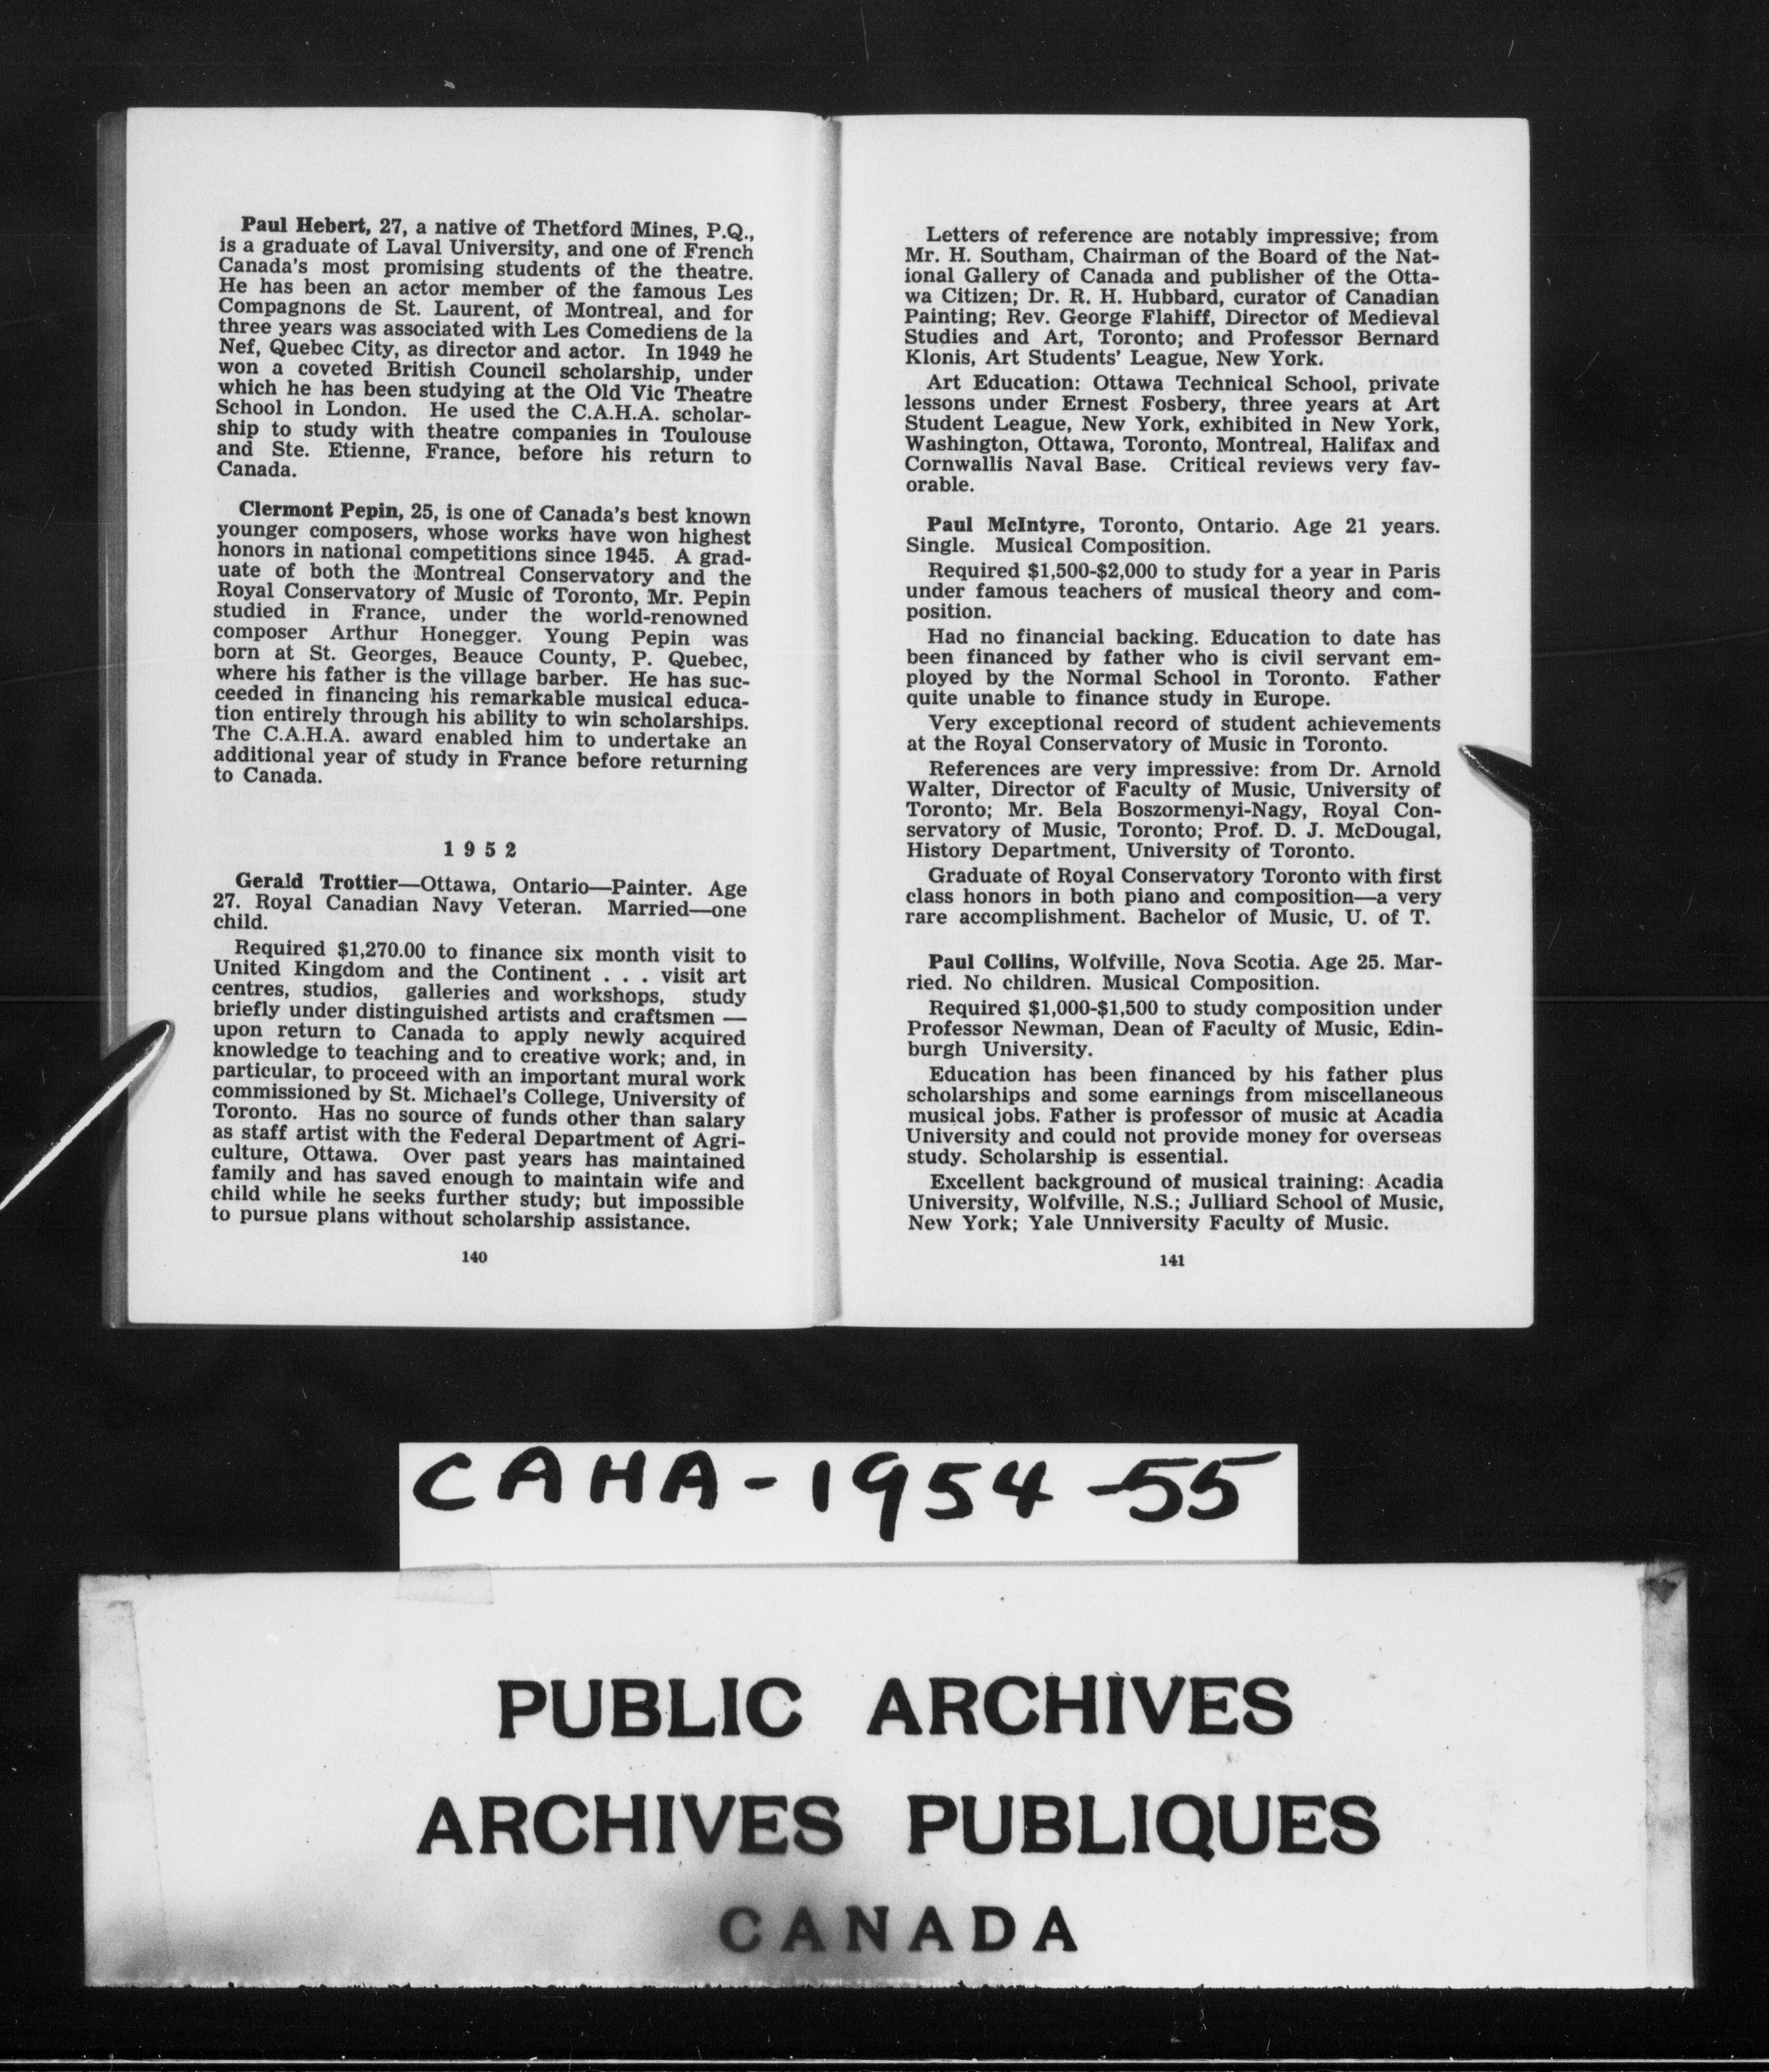 Paul Hebert, 27, a native of Thetford Mines, P.Q.,
is a graduate of Laval University, and one of French
Canada's most promising students of the theatre.
He has been an actor member of the famous Les
Compagnons de St. Laurent, of Montreal, and for
three years was associated with Les Comediens de la
Nef, Quebec City, as director and actor. In 1949 he
won a coveted British Council scholarship, under
which he has been studying at the Old Vic Theatre
School in London. He used the C.A.H.A. scholar-
ship to study with theatre companies in Toulouse
and Ste. Etienne, France, before his return to
Canada.
Clermont Pepin, 25, is one of Canada's best known
younger composers, whose works have won highest
honors in national competitions since 1945. A grad-
uate of both the Montreal Conservatory and the
Royal Conservatory of Music of Toronto, Mr. Pepin
studied in France, under the world-renowned
composer Arthur Honegger. Young Pepin was
born at St. Georges, Beauce County, P. Quebec,
where his father is the village barber. He has suc-
ceeded in financing his remarkable musical educa-
tion entirely through his ability to win scholarships.
The C.A.H.A. award enabled him to undertake an
additional year of study in France before returning
to Canada.
1952
Gerald Trottier—Ottawa, Ontario—Painter. Age
27. Royal Canadian Navy Veteran. Married—one
child.
Required $1,270.00 to finance six month visit to
United Kingdom and the Continent . . . visit art
centres, studios, galleries and workshops, study
briefly under distinguished artists and craftsmen —
upon return to Canada to apply newly acquired
knowledge to teaching and to creative work; and, in
particular, to proceed with an important mural work
commissioned by St. Michael's College, University of
Toronto. Has no source of funds other than salary
as staff artist with the Federal Department of Agri-
culture, Ottawa. Over past years has maintained
family and has saved enough to maintain wife and
child while he seeks further study; but impossible
to pursue plans without scholarship assistance.
140
Letters of reference are notably impressive; from
Mr. H. Southam, Chairman of the Board of the Nat-
ional Gallery of Canada and publisher of the Otta-
wa Citizen; Dr. R. H. Hubbard, curator of Canadian
Painting; Rev. George Flahiff, Director of Medieval
Studies and Art, Toronto; and Professor Bernard
Klonis, Art Students' League, New York.
Art Education: Ottawa Technical School, private
lessons under Ernest Fosbery, three years at Art
Student League, New York, exhibited in New York,
Washington, Ottawa, Toronto, Montreal, Halifax and
Cornwallis Naval Base. Critical reviews very fav-
orable.
Paul McIntyre, Toronto, Ontario. Age 21 years.
Single. Musical Composition.
Required $1,500-$2,000 to study for a year in Paris
under famous teachers of musical theory and com-
position.
Had no financial backing. Education to date has
been financed by father who is civil servant em-
ployed by the Normal School in Toronto. Father
quite unable to finance study in Europe.
Very exceptional record of student achievements
at the Royal Conservatory of Music in Toronto.
References are very impressive: from Dr. Arnold
Walter, Director of Faculty of Music, University of
Toronto; Mr. Bela Boszormenyi-Nagy, Royal Con-
servatory of Music, Toronto; Prof. D. J. McDougal,
History Department, University of Toronto.
Graduate of Royal Conservatory Toronto with first
class honors in both piano and composition—a very
rare accomplishment. Bachelor of Music, U. of T.
Paul Collins, Wolfville, Nova Scotia. Age 25. Mar-
ried. No children. Musical Composition.
Required $1,000-$1,500 to study composition under
Professor Newman, Dean of Faculty of Music, Edin-
burgh University.
Education has been financed by his father plus
scholarships and some earnings from miscellaneous
musical jobs. Father is professor of music at Acadia
University and could not provide money for overseas
study. Scholarship is essential.
Excellent background of musical training: Acadia
University, Wolfville, N.S.; Julliard School of Music,
New York; Yale Unniversity Faculty of Music.
141
CAHA-1954-55
PUBLIC ARCHIVES
ARCHIVES PUBLIQUES
CANADA